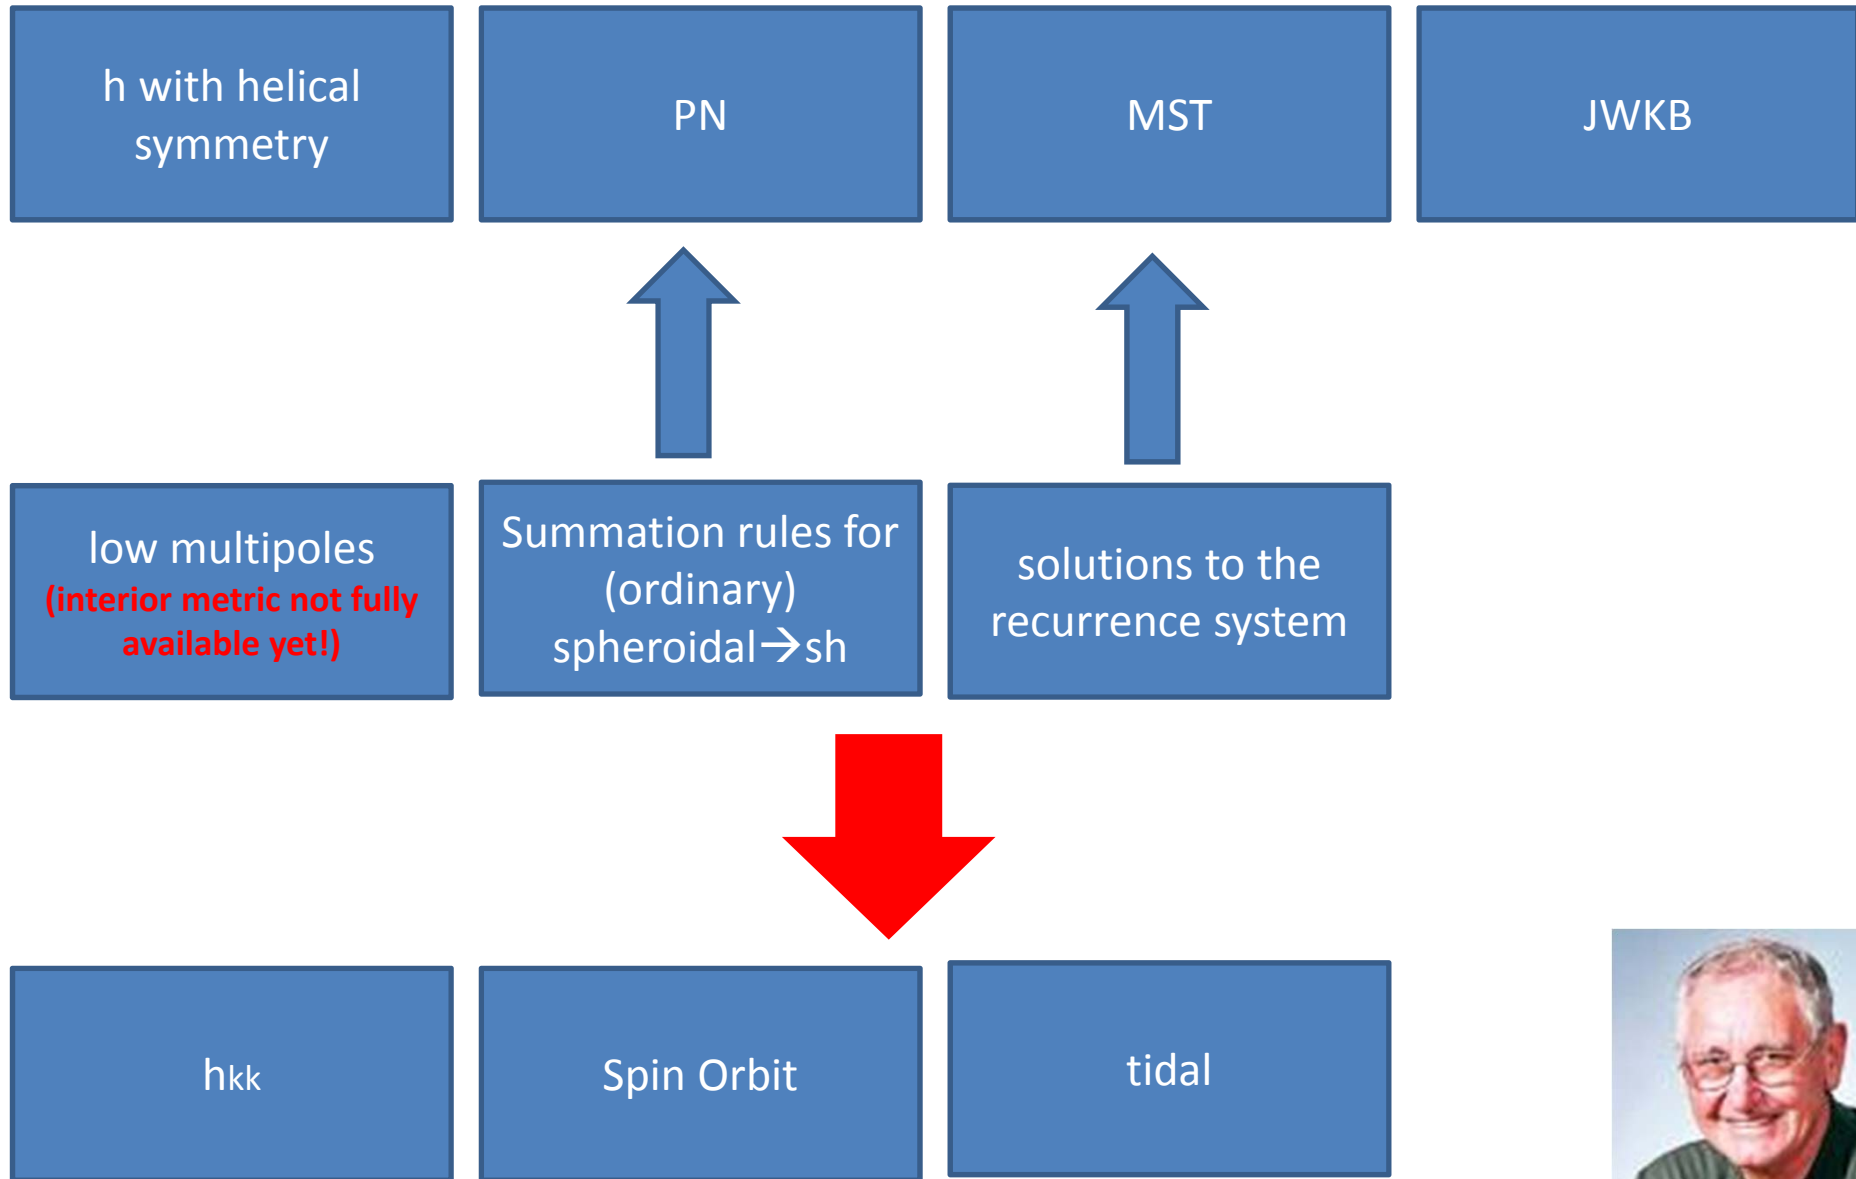 h with helical
symmetry
PN
MST
JWKB
low multipoles
(interior metric not fully
available yet!)
Summation rules for
(ordinary)
spheroidal→sh
solutions to the
recurrence system
hkk
Spin Orbit
tidal